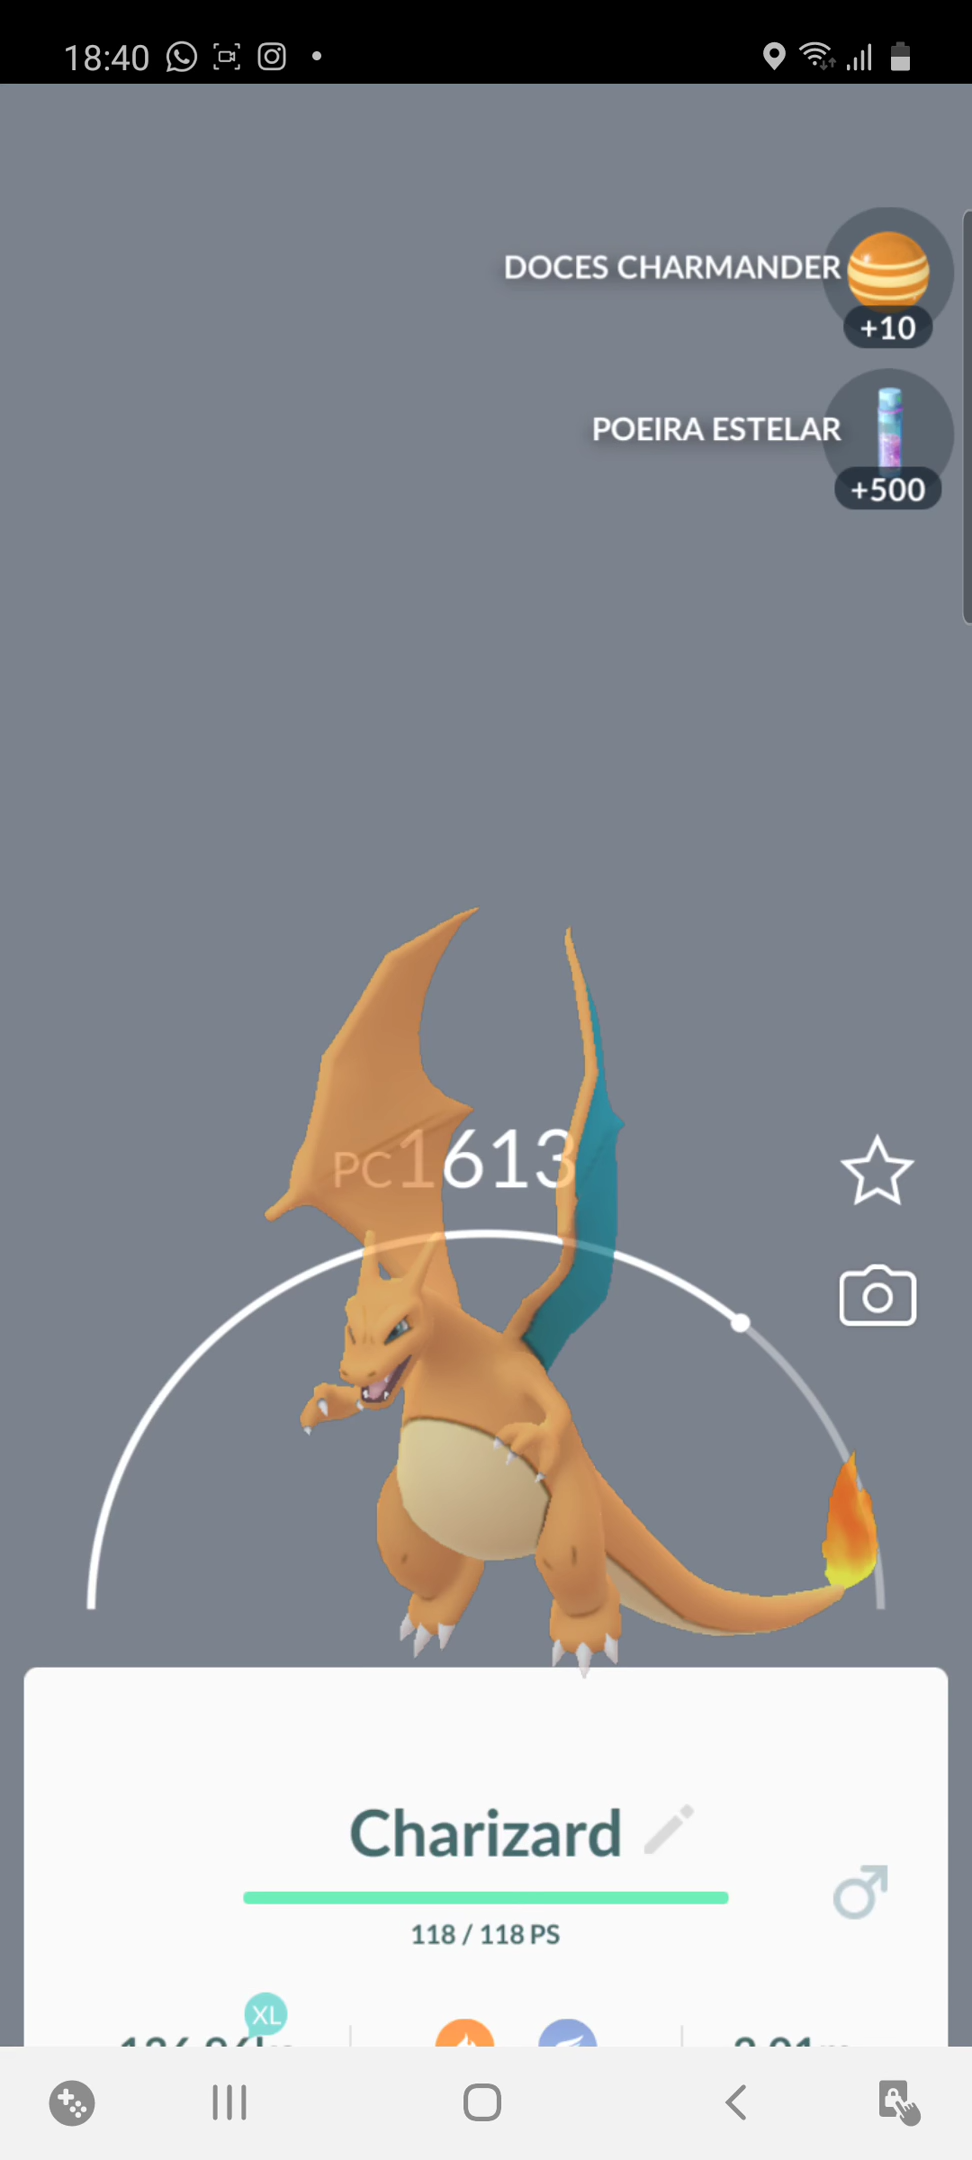 18:40
DOCES CHARMANDER
+10
POEIRA ESTELAR
+500
PC1613
Charizard
118 / 118 PS
XL